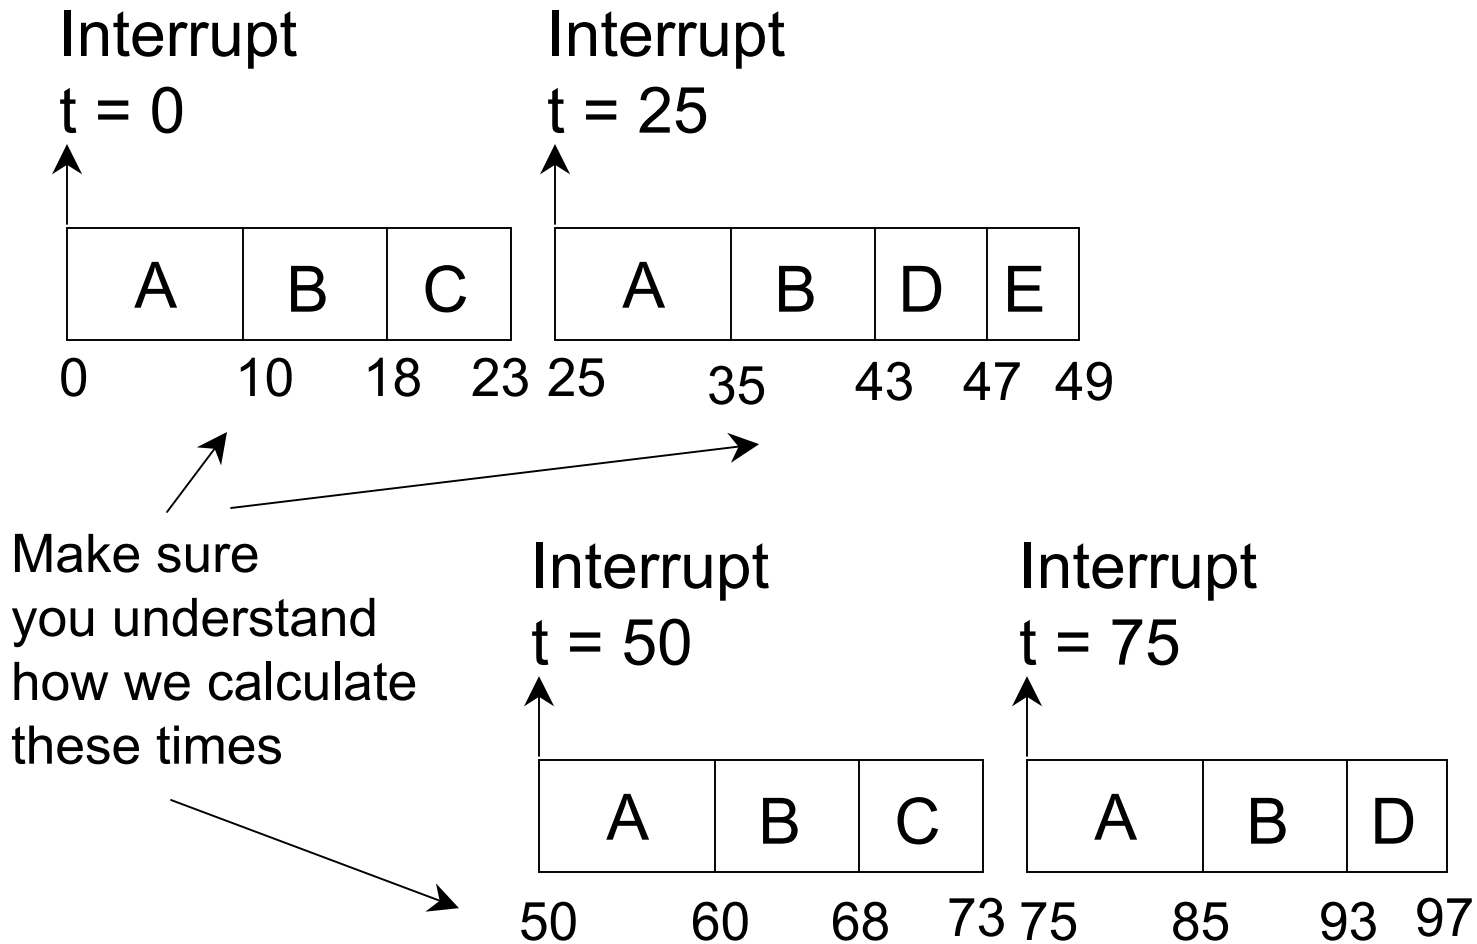 Interrupt
t = 0
Interrupt
t = 25
A B C
A B D E
0 10 18 23 25 35 43 47 49
Make sure
you understand
how we calculate
these times
Interrupt
t = 50
Interrupt
t = 75
A B C
A B D
50 60 68 73 75 85 93 97